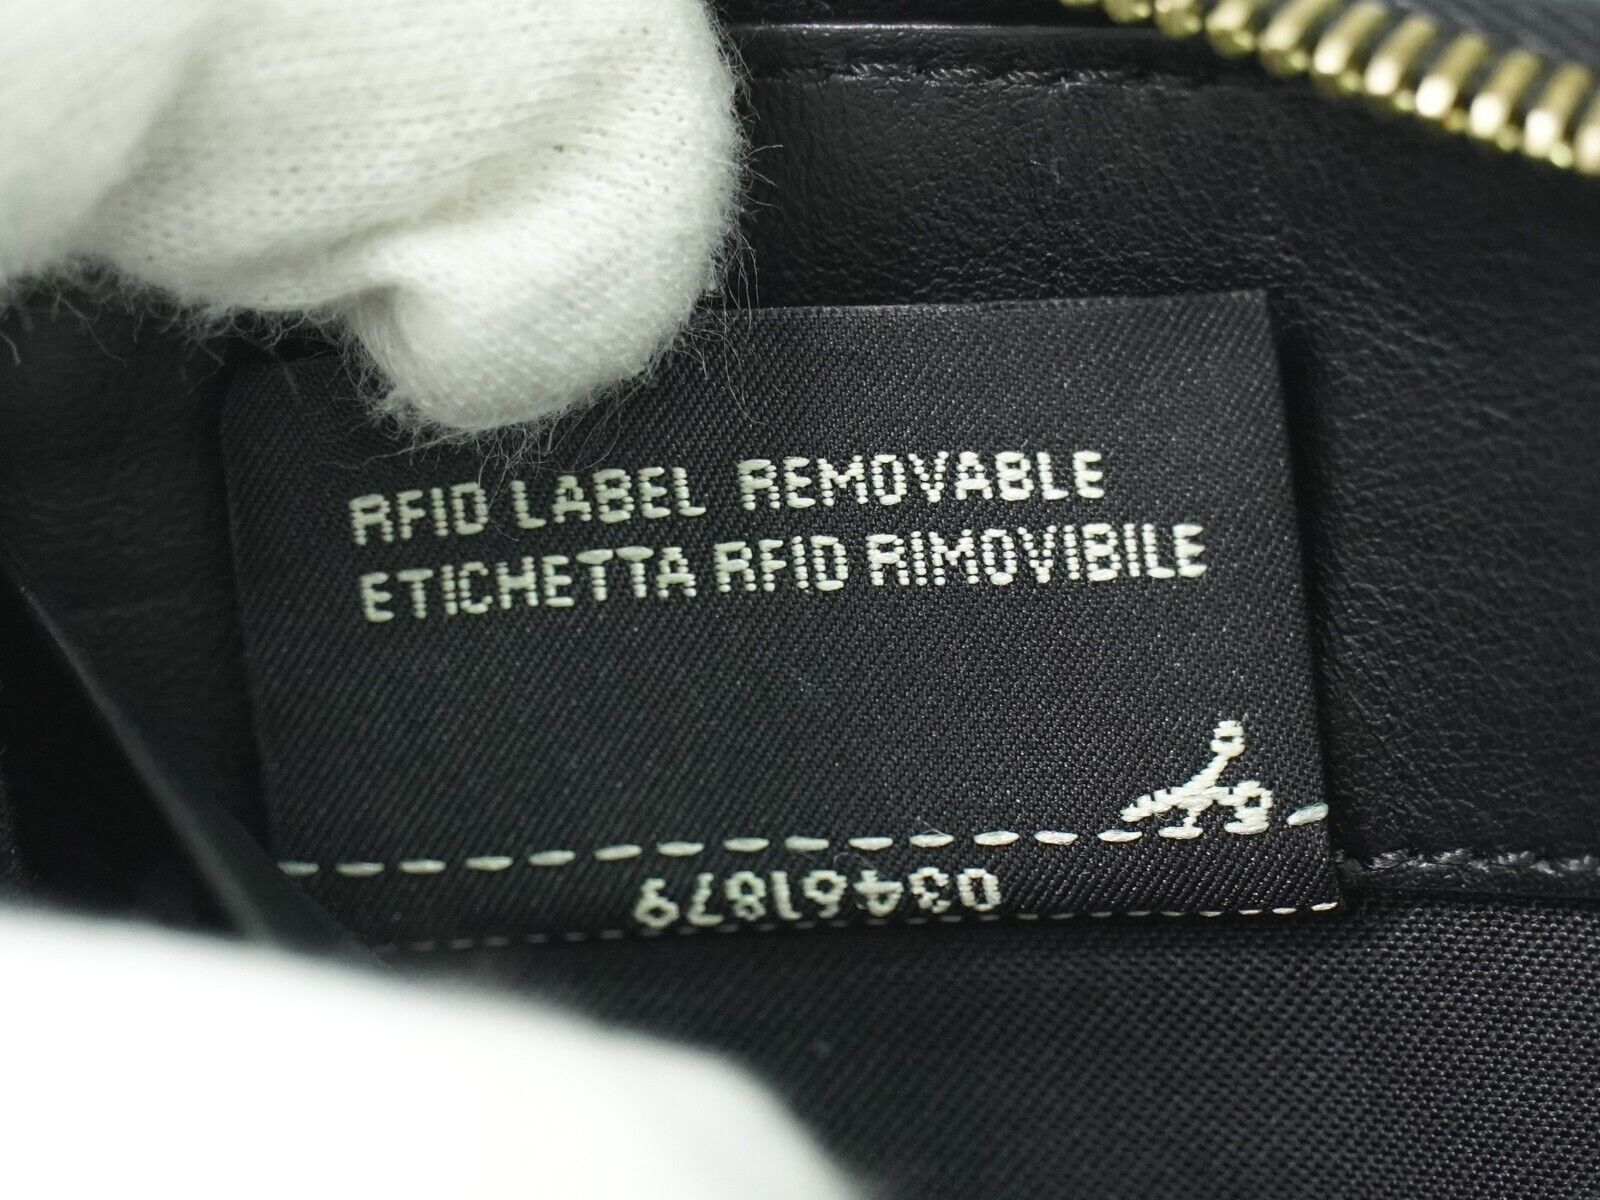 RFID LABEL REMOVABLE
ETICHETTA RFID RIMOVIBILE
03461879